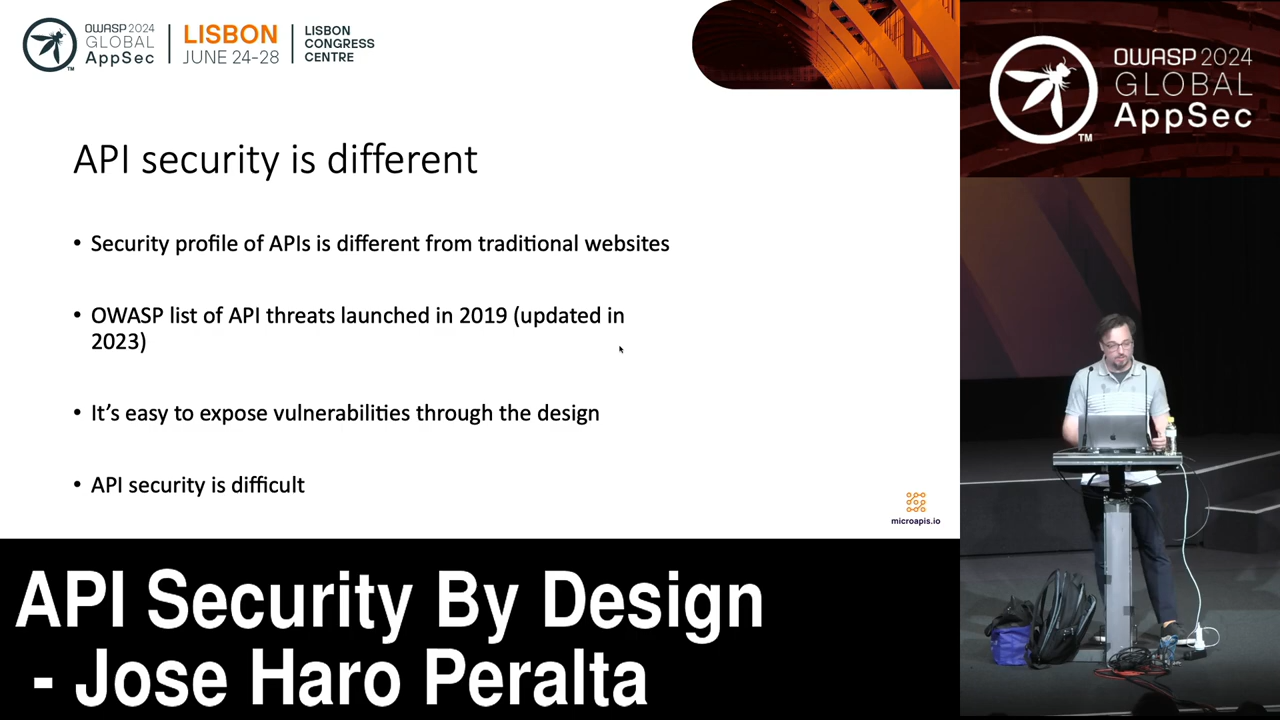 OWASP 2024
GLOBAL
AppSec
TM
LISBON
JUNE 24-28
LISBON
CONGRESS
CENTRE
OWASP 2024
GLOBAL
AppSec
TM
API security is different
• Security profile of APIs is different from traditional websites
• OWASP list of API threats launched in 2019 (updated in
2023)
• It’s easy to expose vulnerabilities through the design
• API security is difficult
microapis.io
API Security By Design
- Jose Haro Peralta